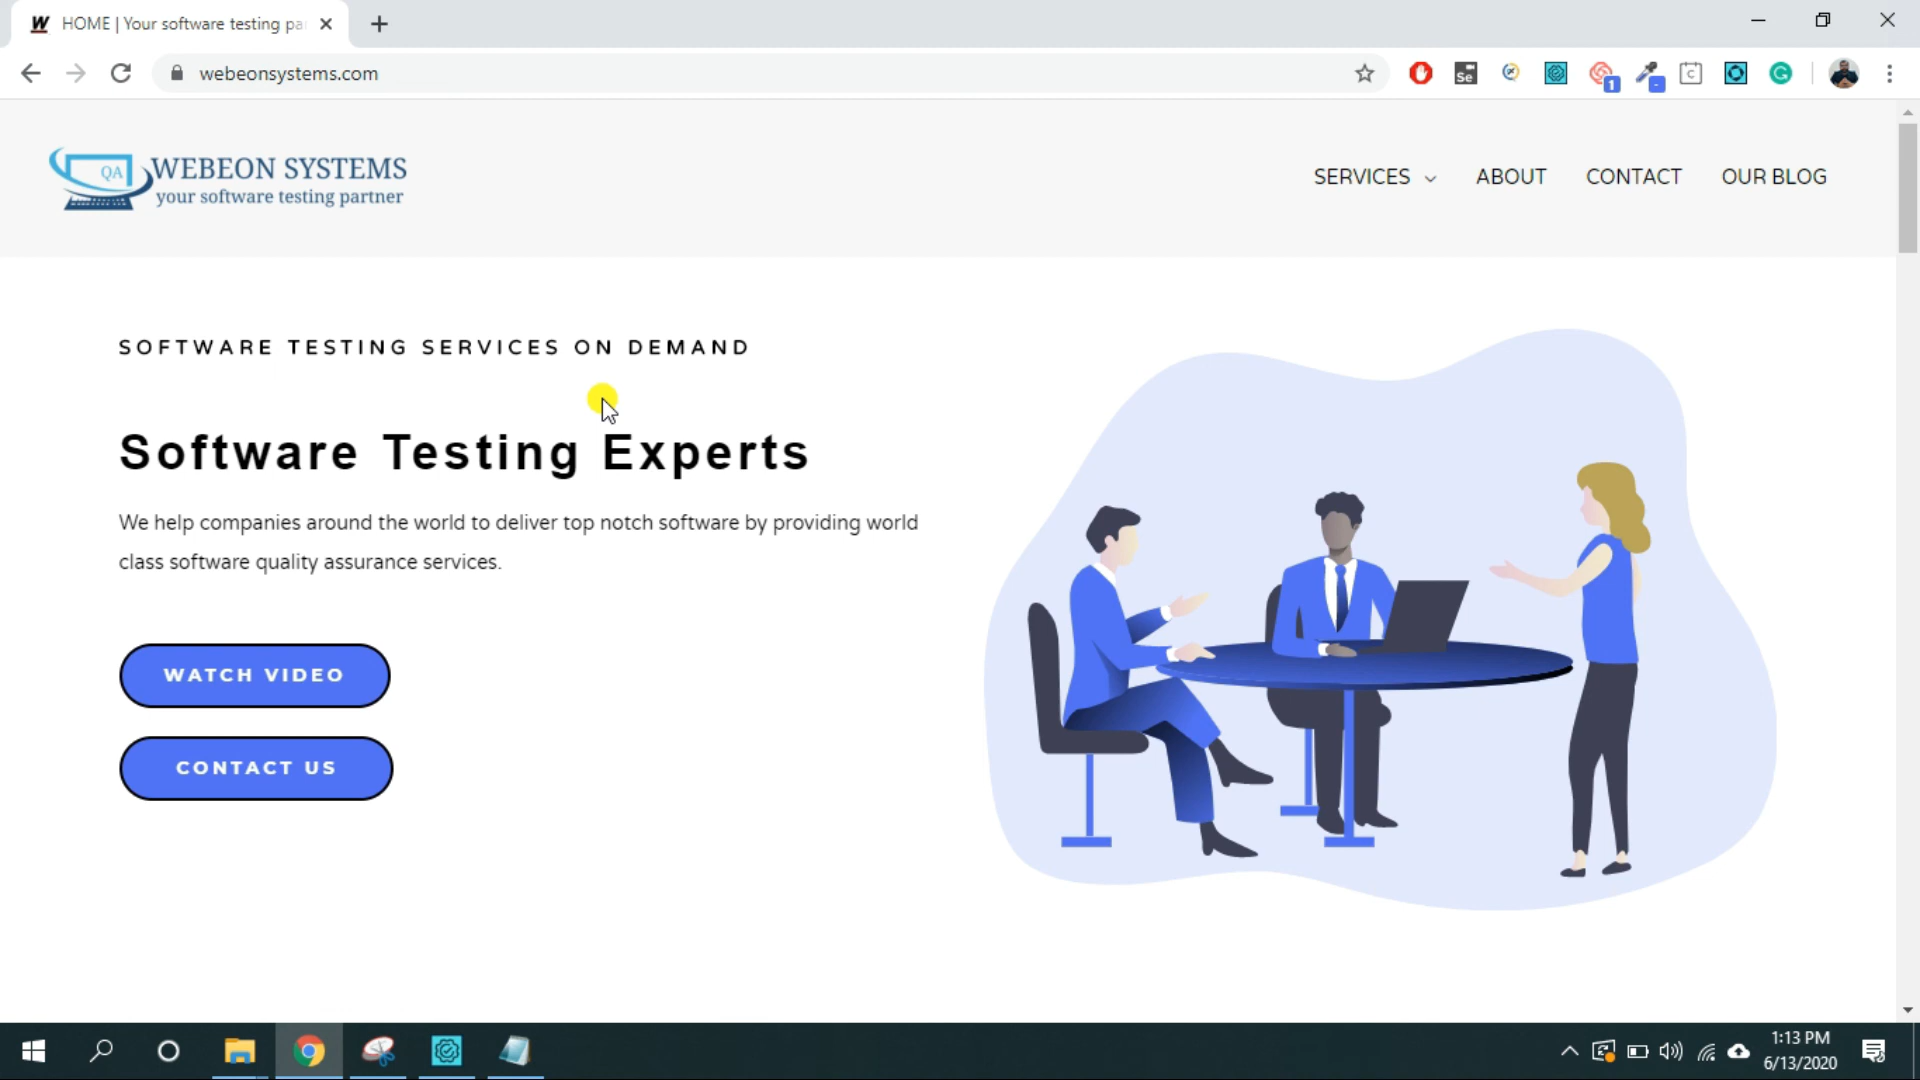 HOME | Your software testing pa
webeonsystems.com
Se
1
-
C
G
QA
WEBEON SYSTEMS
your software testing partner
SERVICES
ABOUT
CONTACT
OUR BLOG
SOFTWARE TESTING SERVICES ON DEMAND
Software Testing Experts
We help companies around the world to deliver top notch software by providing world
class software quality assurance services.
WATCH VIDEO
CONTACT US
1:13 PM
6/13/2020